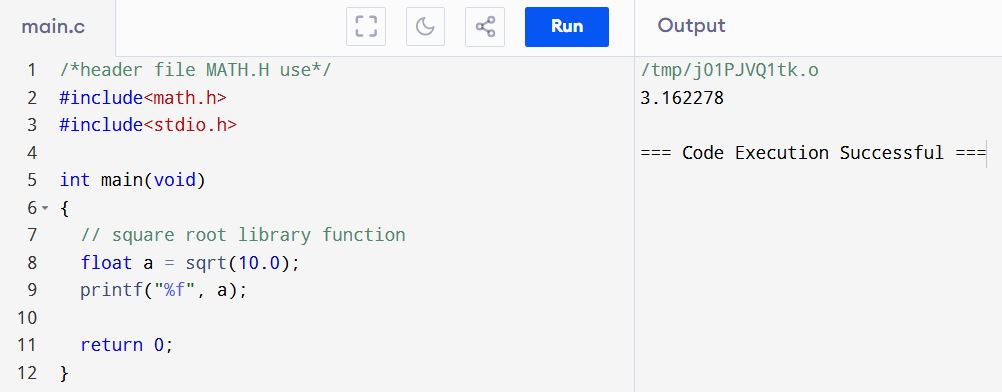 main.c
Run
Output
1 /*header file MATH.H use*/
2 #include<math.h>
3 #include<stdio.h>
4
5 int main(void)
6 {
7 // square root library function
8 float a = sqrt(10.0);
9 printf("%f", a);
10
11 return 0;
12 }
/tmp/j01PJVQ1tk.o
3.162278
=== Code Execution Successful ===